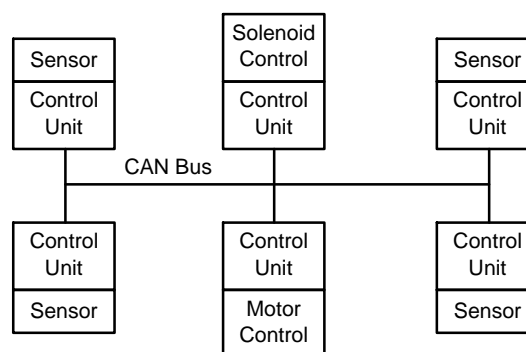 Sensor
Control
Unit
Solenoid
Control
Control
Unit
Sensor
Control
Unit
CAN Bus
Control
Unit
Sensor
Control
Unit
Motor
Control
Control
Unit
Sensor